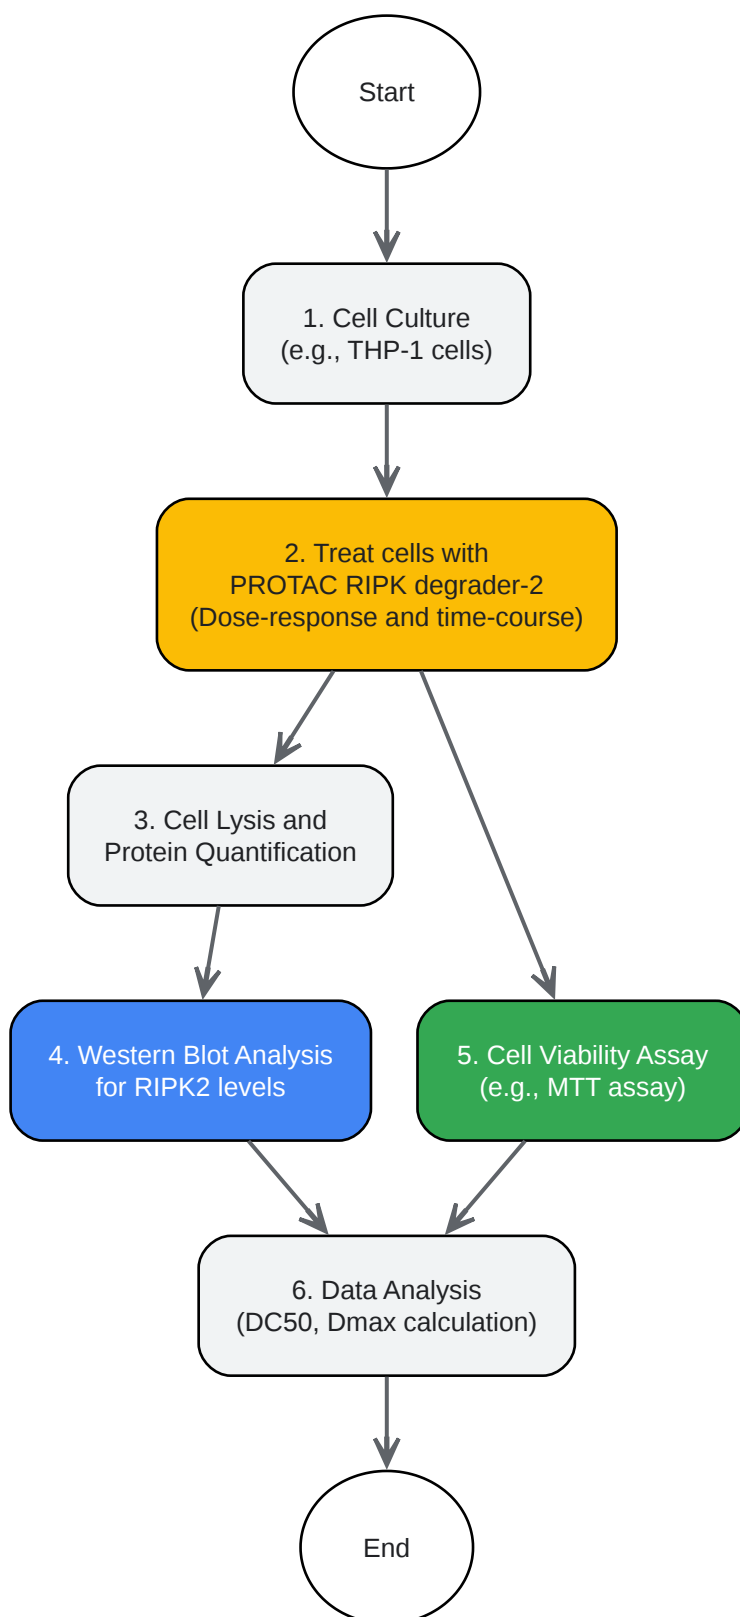 Start
1. Cell Culture
(e.g., THP-1 cells)
2. Treat cells with
PROTAC RIPK degrader-2
(Dose-response and time-course)
3. Cell Lysis and
Protein Quantification
4. Western Blot Analysis
for RIPK2 levels
5. Cell Viability Assay
(e.g., MTT assay)
6. Data Analysis
(DC50, Dmax calculation)
End